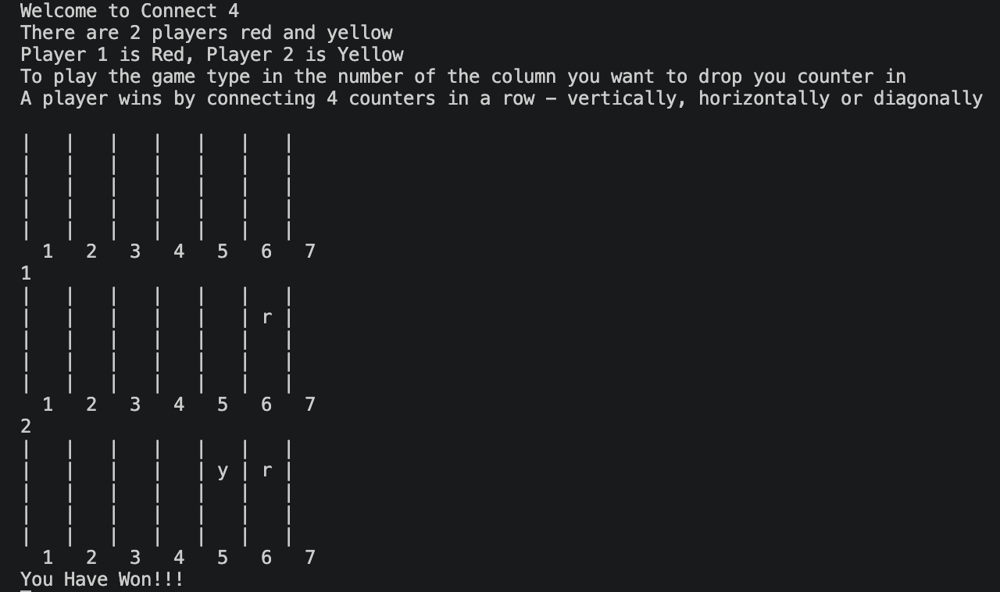 Welcome to Connect 4
There are 2 players red and yellow
Player 1 is Red, Player 2 is Yellow
To play the game type in the number of the column you want to drop you counter in
A player wins by connecting 4 counters in a row – vertically, horizontally or diagonally
|   |   |   |   |   |   |
|   |   |   |   |   |   |
|   |   |   |   |   |   |
|   |   |   |   |   |   |
|   |   |   |   |   |   |
  1   2   3   4   5   6   7
1
|   |   |   |   |   |   |
|   |   |   |   |   | r |
|   |   |   |   |   |   |
|   |   |   |   |   |   |
|   |   |   |   |   |   |
  1   2   3   4   5   6   7
2
|   |   |   |   |   |   |
|   |   |   |   | y | r |
|   |   |   |   |   |   |
|   |   |   |   |   |   |
|   |   |   |   |   |   |
  1   2   3   4   5   6   7
You Have Won!!!